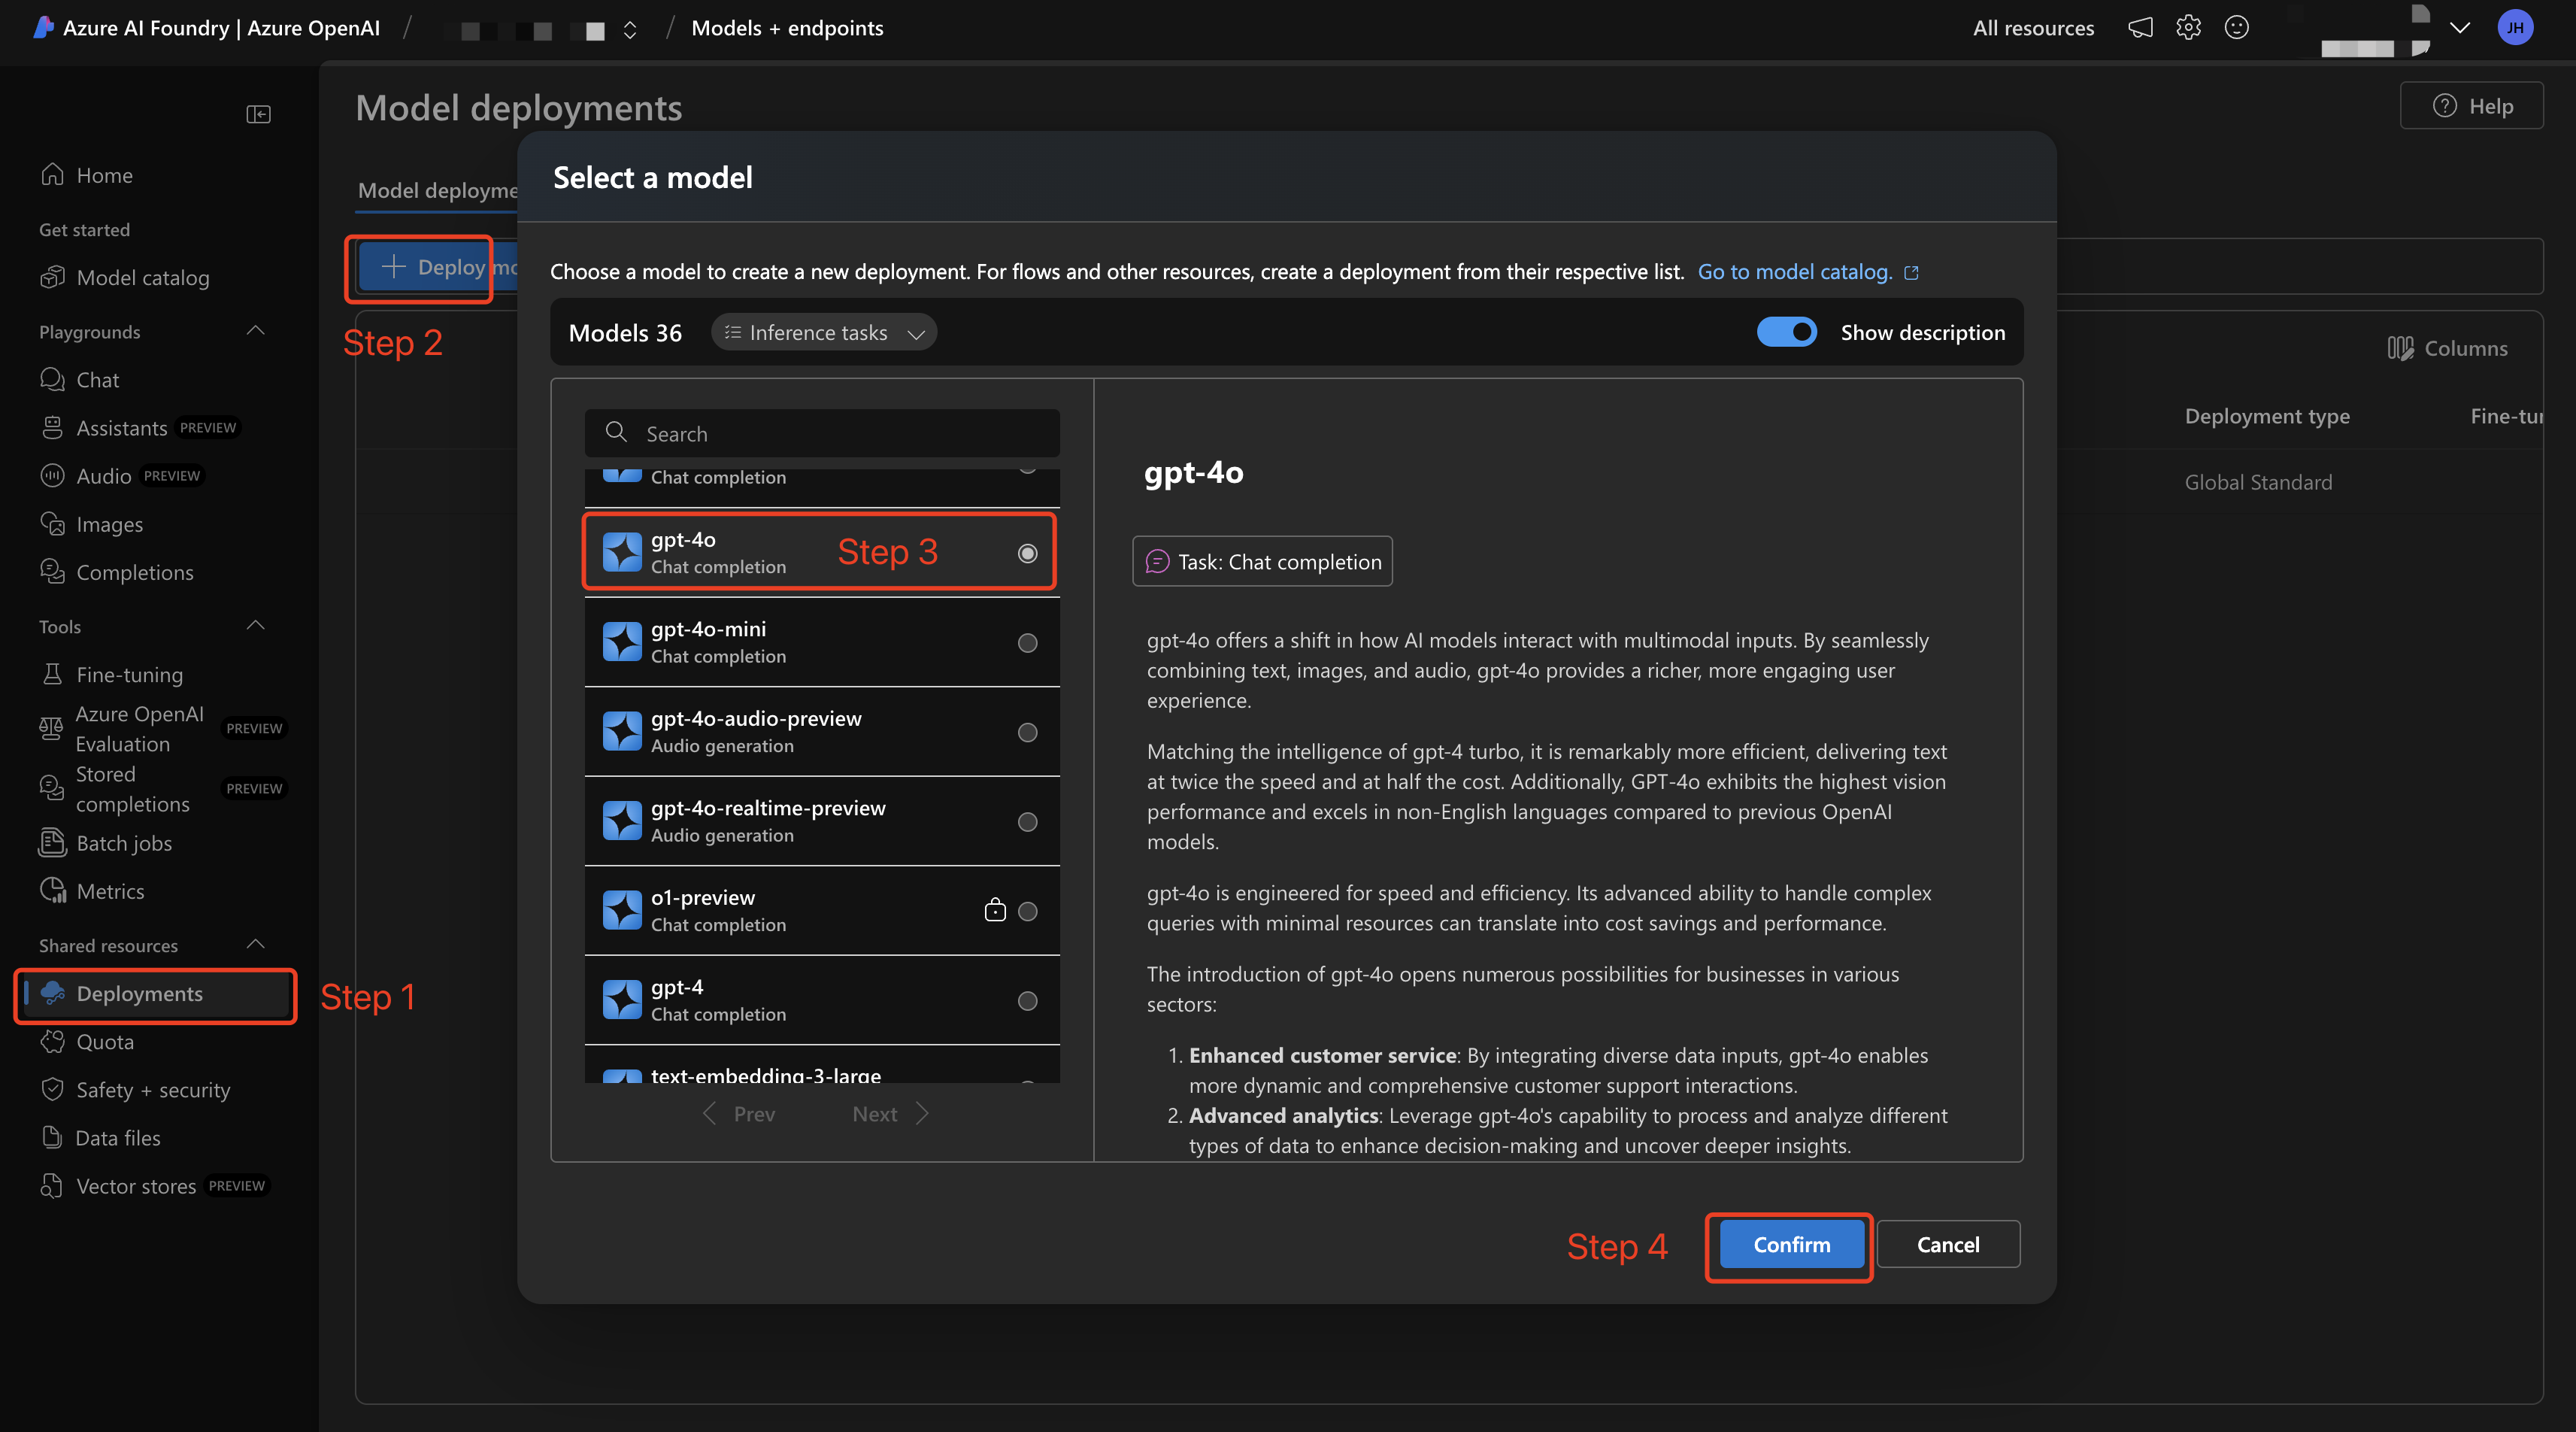 Azure AI Foundry | Azure OpenAI / / Models + endpoints All resources JH
Model deployments
Help
Home
Get started
Model catalog
Playgrounds
Chat
Assistants PREVIEW
Audio PREVIEW
Images
Completions
Tools
Fine-tuning
Azure OpenAI
Evaluation
PREVIEW
Stored
completions
PREVIEW
Batch jobs
Metrics
Shared resources
Deployments
Step 1
Quota
Safety + security
Data files
Vector stores PREVIEW
Model deployme
Deploy mo
Step 2
Columns
Deployment type
Fine-tur
Global Standard
Select a model
Choose a model to create a new deployment. For flows and other resources, create a deployment from their respective list. Go to model catalog.
Models 36
Inference tasks
Show description
Search
Chat completion
gpt-4o
Chat completion
Step 3
gpt-4o-mini
Chat completion
gpt-4o-audio-preview
Audio generation
gpt-4o-realtime-preview
Audio generation
o1-preview
Chat completion
gpt-4
Chat completion
text-embedding-3-large
Prev
Next
gpt-4o
Task: Chat completion
gpt-4o offers a shift in how AI models interact with multimodal inputs. By seamlessly
combining text, images, and audio, gpt-4o provides a richer, more engaging user
experience.
Matching the intelligence of gpt-4 turbo, it is remarkably more efficient, delivering text
at twice the speed and at half the cost. Additionally, GPT-4o exhibits the highest vision
performance and excels in non-English languages compared to previous OpenAI
models.
gpt-4o is engineered for speed and efficiency. Its advanced ability to handle complex
queries with minimal resources can translate into cost savings and performance.
The introduction of gpt-4o opens numerous possibilities for businesses in various
sectors:
1. Enhanced customer service: By integrating diverse data inputs, gpt-4o enables
more dynamic and comprehensive customer support interactions.
2. Advanced analytics: Leverage gpt-4o's capability to process and analyze different
types of data to enhance decision-making and uncover deeper insights.
Step 4
Confirm
Cancel